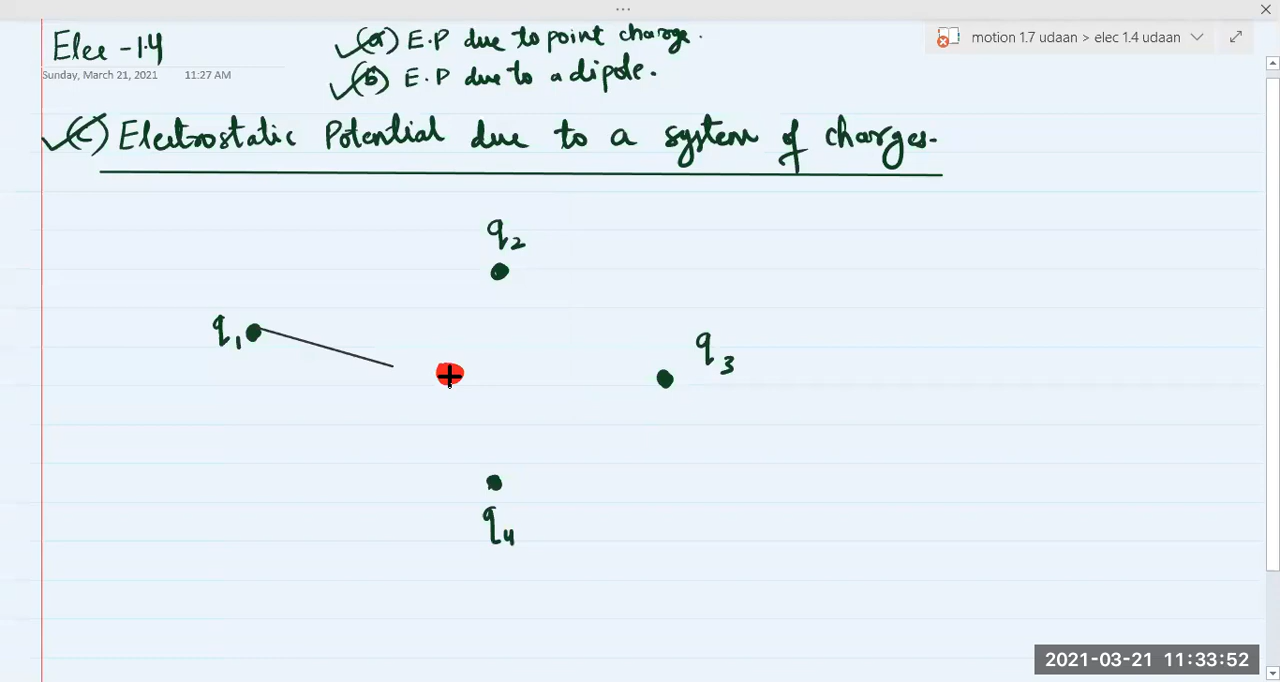 Elec -1.4
Sunday, March 21, 2021 11:27 AM
(a) E.P due to point charge.
(b) E.P due to a dipole.
motion 1.7 udaan > elec 1.4 udaan
(c) Electrostatic Potential due to a system of charges.
q2
q1
q3
q4
2021-03-21 11:33:52